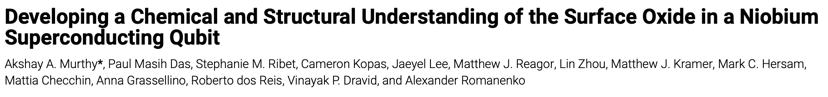 Developing a Chemical and Structural Understanding of the Surface Oxide in a Niobium
Superconducting Qubit
Akshay A. Murthy*, Paul Masih Das, Stephanie M. Ribet, Cameron Kopas, Jaeyel Lee, Matthew J. Reagor, Lin Zhou, Matthew J. Kramer, Mark C. Hersam,
Mattia Checchin, Anna Grassellino, Roberto dos Reis, Vinayak P. Dravid, and Alexander Romanenko